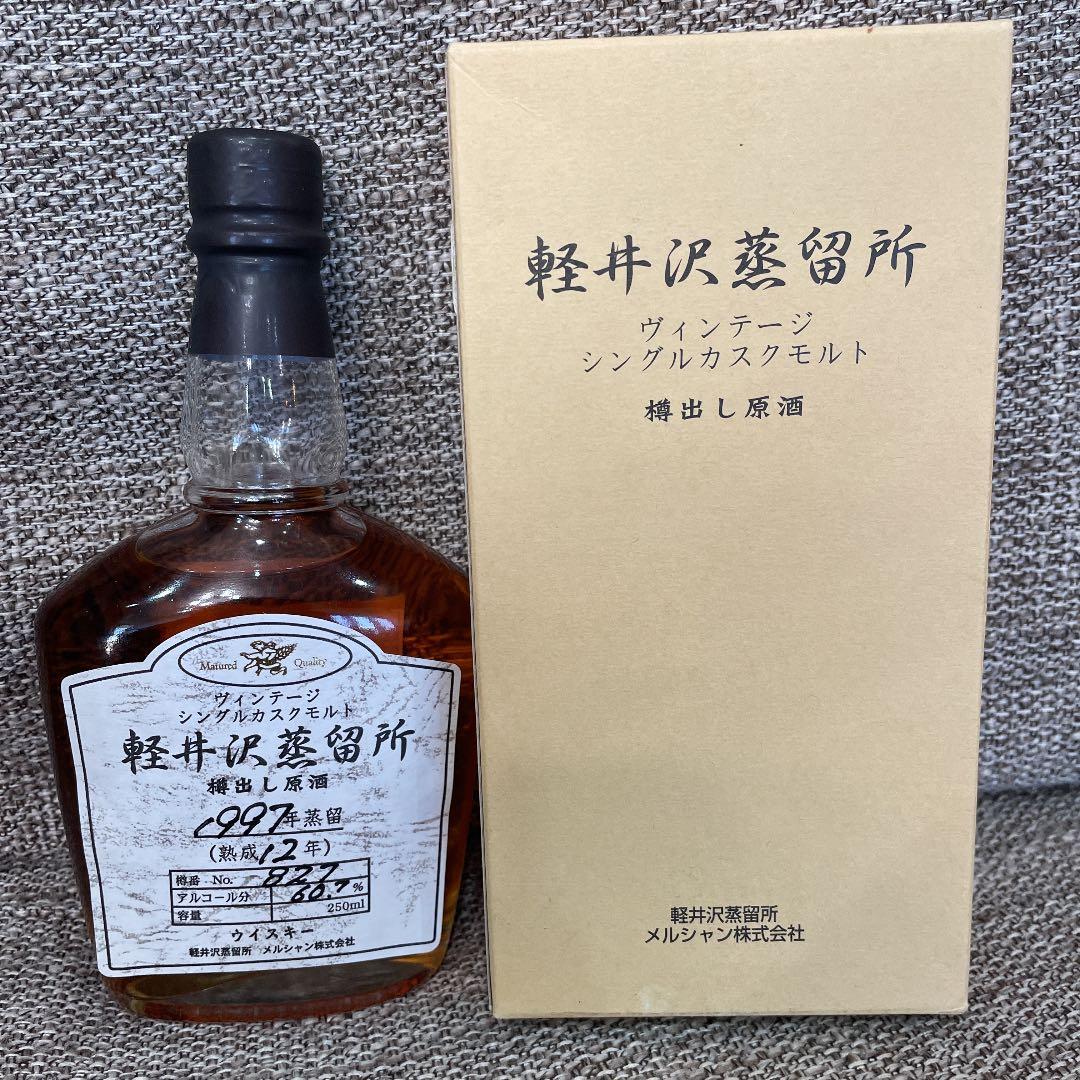 Matured Quality
ヴィンテージ
シングルカスクモルト
軽井沢蒸留所
樽出し原酒
1997年蒸留
(熟成12年)
樽番 No. 827
アルコール分 60.7%
容量 250ml
ウイスキー
軽井沢蒸留所 メルシャン株式会社
軽井沢蒸留所
ヴィンテージ
シングルカスクモルト
樽出し原酒
軽井沢蒸留所
メルシャン株式会社